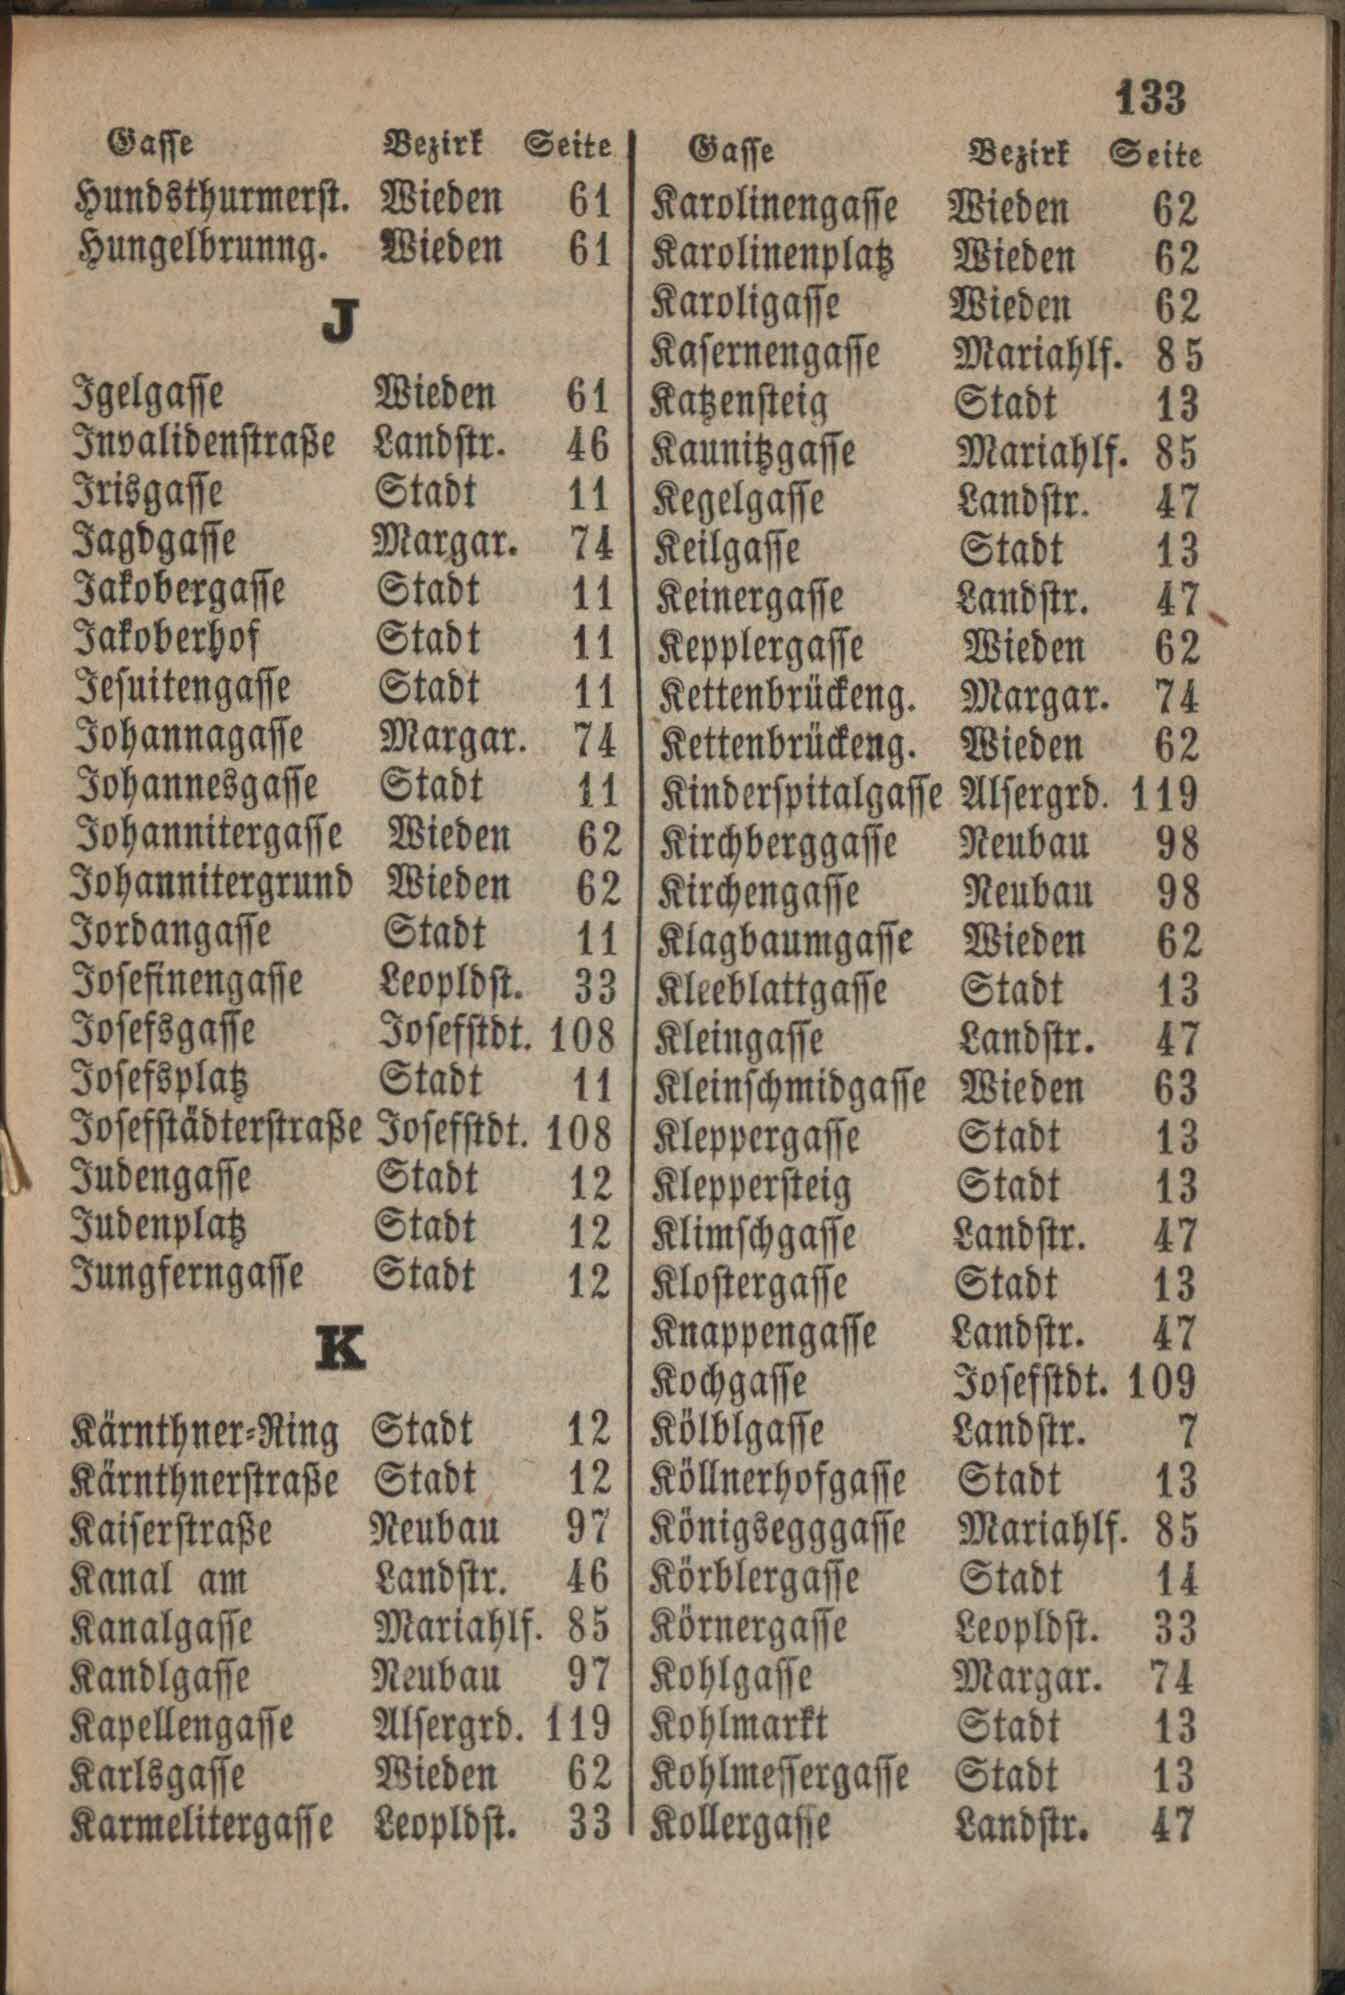 133
Gasse Bezirk Seite
Hundsthurmerst. Wieden 61
Hungelbrunng. Wieden 61
J
Igelgasse Wieden 61
Invalidenstraße Landstr. 46
Irisgasse Stadt 11
Jagdgasse Margar. 74
Jakobergasse Stadt 11
Jakoberhof Stadt 11
Jesuitengasse Stadt 11
Johannagasse Margar. 74
Johannesgasse Stadt 11
Johannitergasse Wieden 62
Johannitergrund Wieden 62
Jordangasse Stadt 11
Josefinengasse Leopldst. 33
Josefsgasse Josefstdt. 108
Josefsplatz Stadt 11
Josefstädterstraße Josefstdt. 108
Judengasse Stadt 12
Judenplatz Stadt 12
Jungferngasse Stadt 12
K
Kärnthner-Ring Stadt 12
Kärnthnerstraße Stadt 12
Kaiserstraße Neubau 97
Kanal am Landstr. 46
Kanalgasse Mariahlf. 85
Kandlgasse Neubau 97
Kapellengasse Alsergrd. 119
Karlsgasse Wieden 62
Karmelitergasse Leopldst. 33
Gasse Bezirk Seite
Karolinengasse Wieden 62
Karolinenplatz Wieden 62
Karoligasse Wieden 62
Kasernengasse Mariahlf. 85
Katzensteig Stadt 13
Kaunitzgasse Mariahlf. 85
Kegelgasse Landstr. 47
Keilgasse Stadt 13
Keinergasse Landstr. 47
Kepplergasse Wieden 62
Kettenbrückeng. Margar. 74
Kettenbrückeng. Wieden 62
Kinderspitalgasse Alsergrd. 119
Kirchberggasse Neubau 98
Kirchengasse Neubau 98
Klagbaumgasse Wieden 62
Kleeblattgasse Stadt 13
Kleingasse Landstr. 47
Kleinschmidgasse Wieden 63
Kleppergasse Stadt 13
Kleppersteig Stadt 13
Klimschgasse Landstr. 47
Klostergasse Stadt 13
Knappengasse Landstr. 47
Kochgasse Josefstdt. 109
Kölblgasse Landstr. 7
Köllnerhofgasse Stadt 13
Königsegggasse Mariahlf. 85
Körblergasse Stadt 14
Körnergasse Leopldst. 33
Kohlgasse Margar. 74
Kohlmarkt Stadt 13
Kohlmessergasse Stadt 13
Kollergasse Landstr. 47